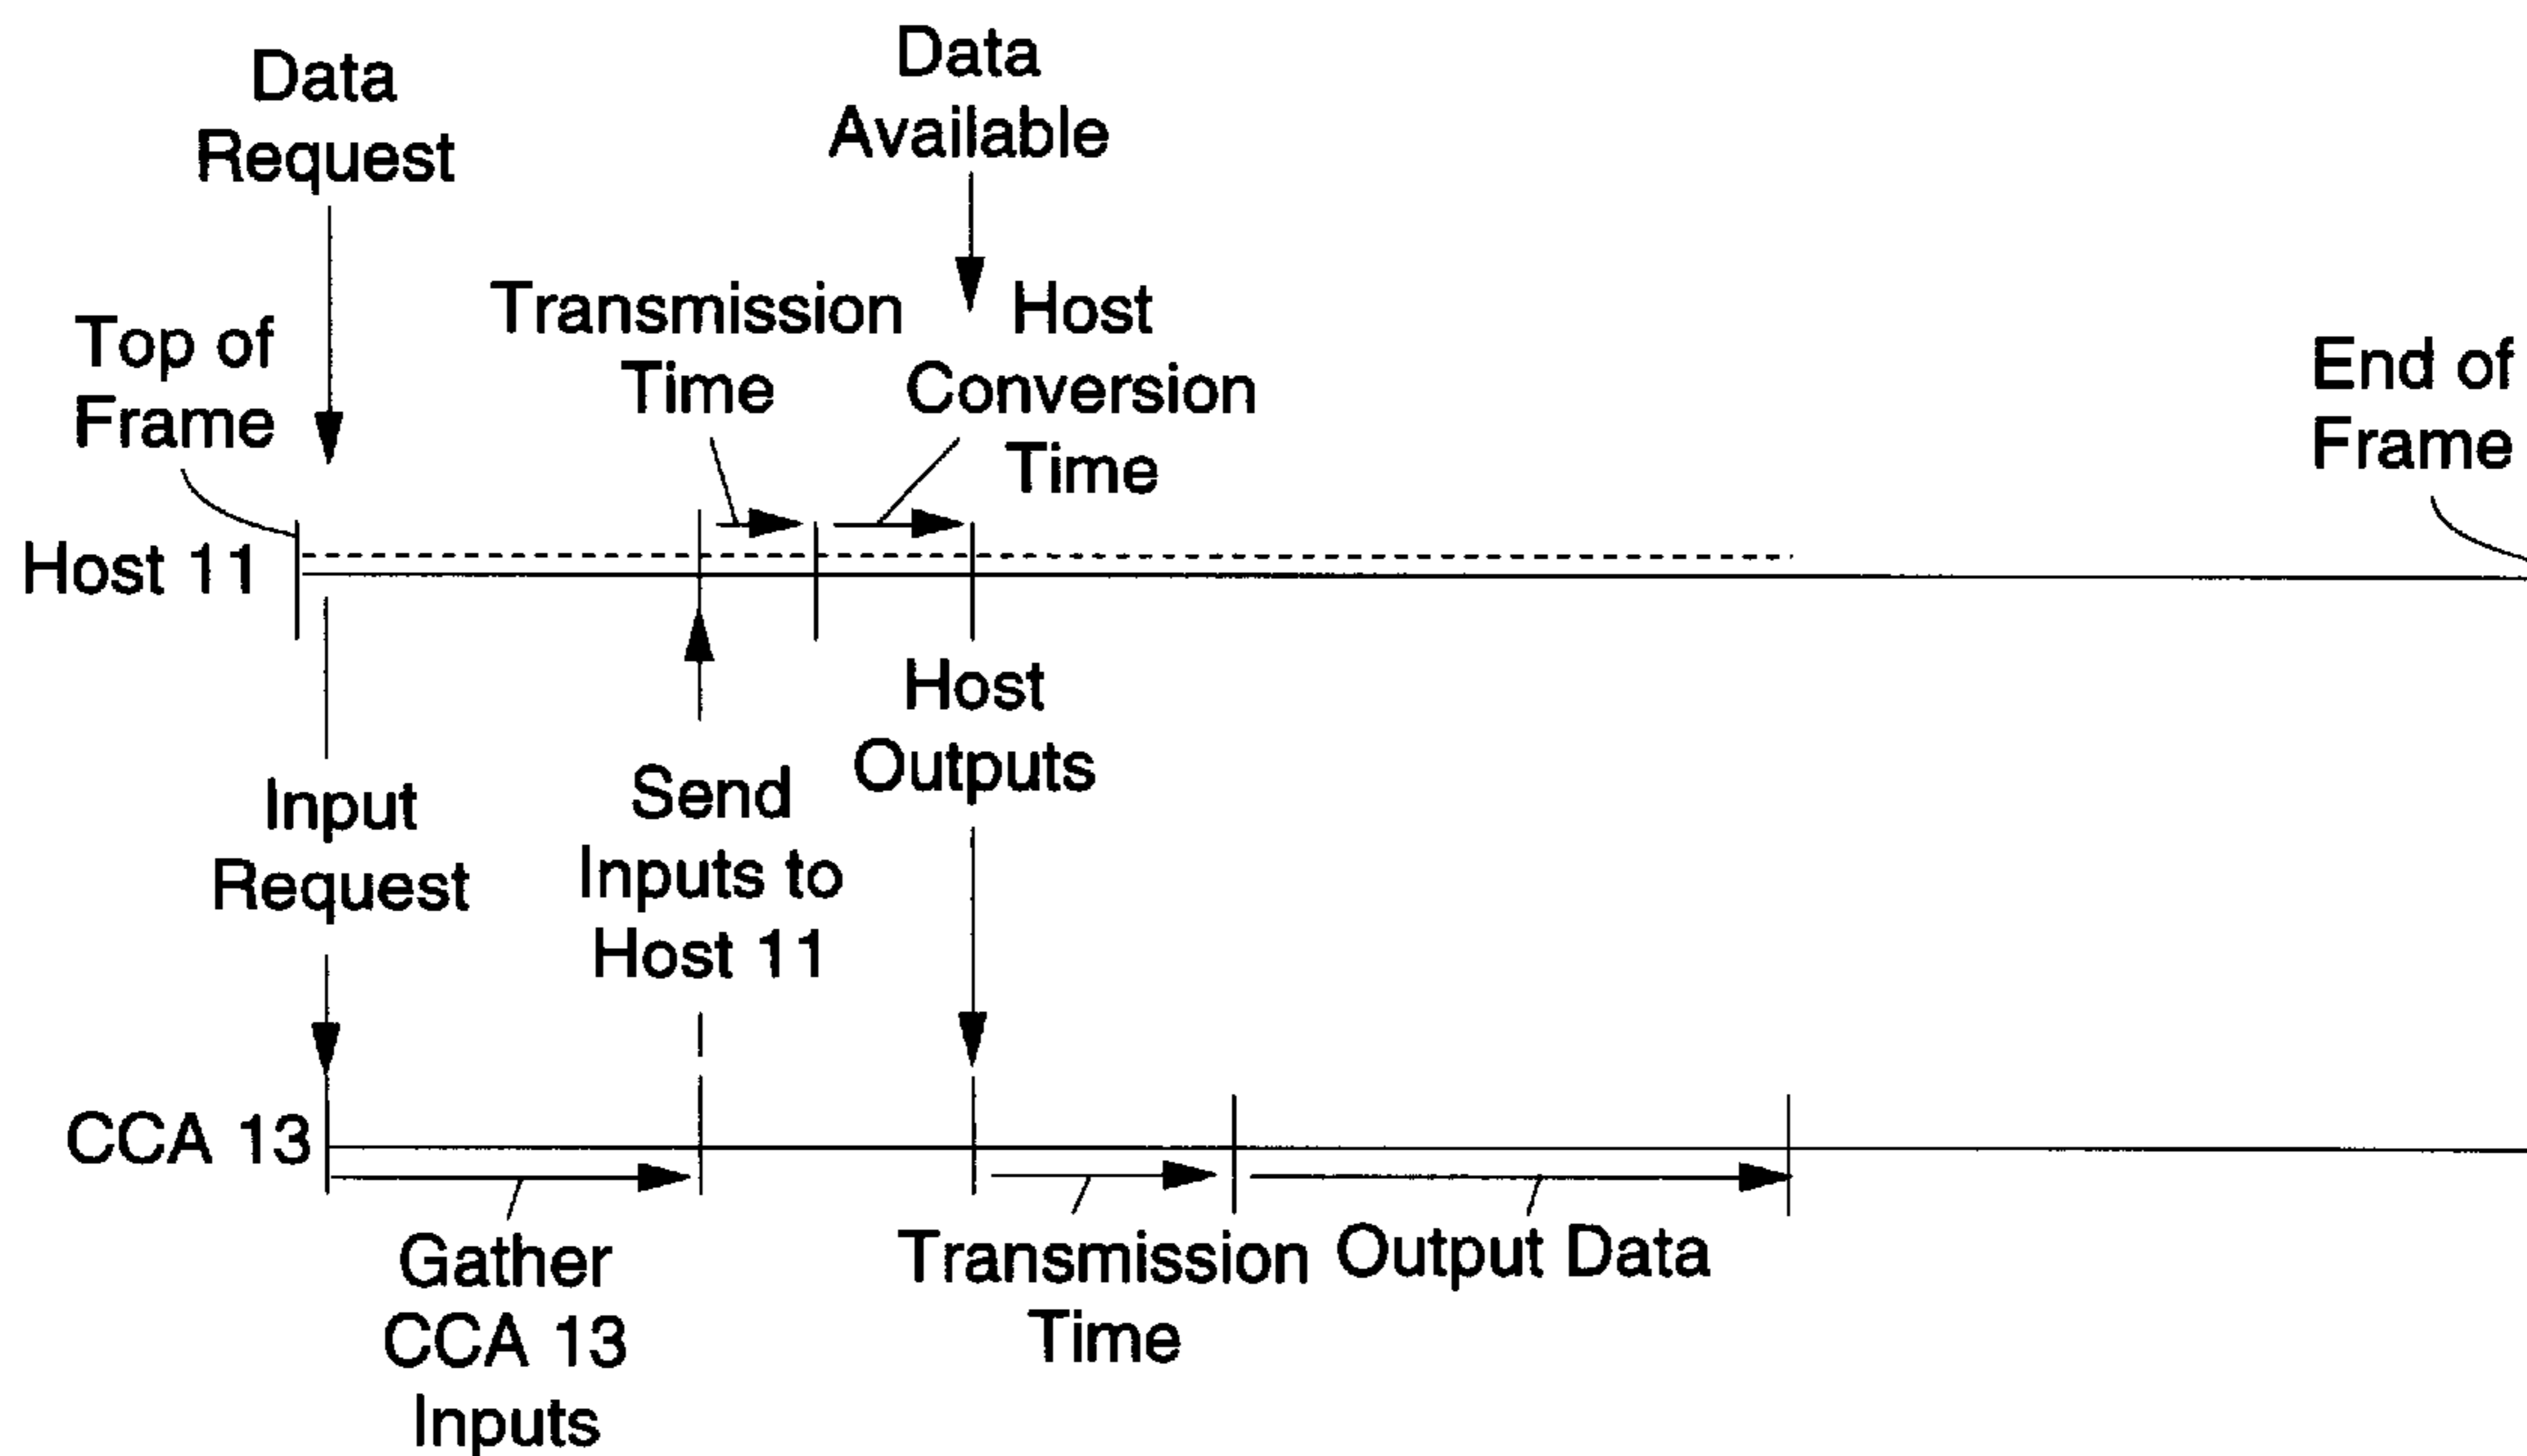 Data
Request
Data
Available
Top of
Frame
Transmission
Time
Host
Conversion
Time
End of
Frame
Host 11
Input
Request
Send
Inputs to
Host 11
Host
Outputs
CCA 13
Gather
CCA 13
Inputs
Transmission
Time
Output Data